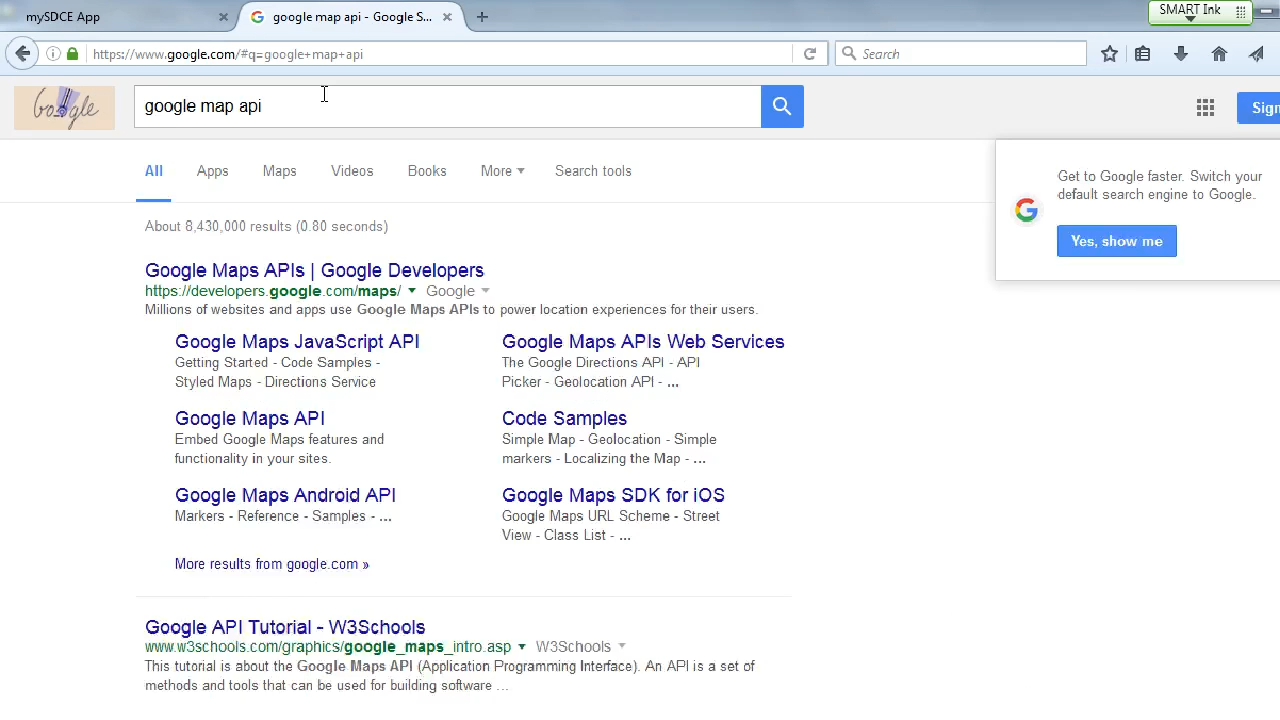 mySDCE App
google map api - Google S...
SMART Ink
https://www.google.com/#q=google+map+api
Search
Google
google map api
Sign
All
Apps
Maps
Videos
Books
More
Search tools
Get to Google faster. Switch your
default search engine to Google.
Yes, show me
About 8,430,000 results (0.80 seconds)
Google Maps APIs | Google Developers
https://developers.google.com/maps/ Google
Millions of websites and apps use Google Maps APIs to power location experiences for their users.
Google Maps JavaScript API
Getting Started - Code Samples -
Styled Maps - Directions Service
Google Maps APIs Web Services
The Google Directions API - API
Picker - Geolocation API - ...
Google Maps API
Embed Google Maps features and
functionality in your sites.
Code Samples
Simple Map - Geolocation - Simple
markers - Localizing the Map - ...
Google Maps Android API
Markers - Reference - Samples - ...
Google Maps SDK for iOS
Google Maps URL Scheme - Street
View - Class List - ...
More results from google.com »
Google API Tutorial - W3Schools
www.w3schools.com/graphics/google_maps_intro.asp W3Schools
This tutorial is about the Google Maps API (Application Programming Interface). An API is a set of
methods and tools that can be used for building software ...